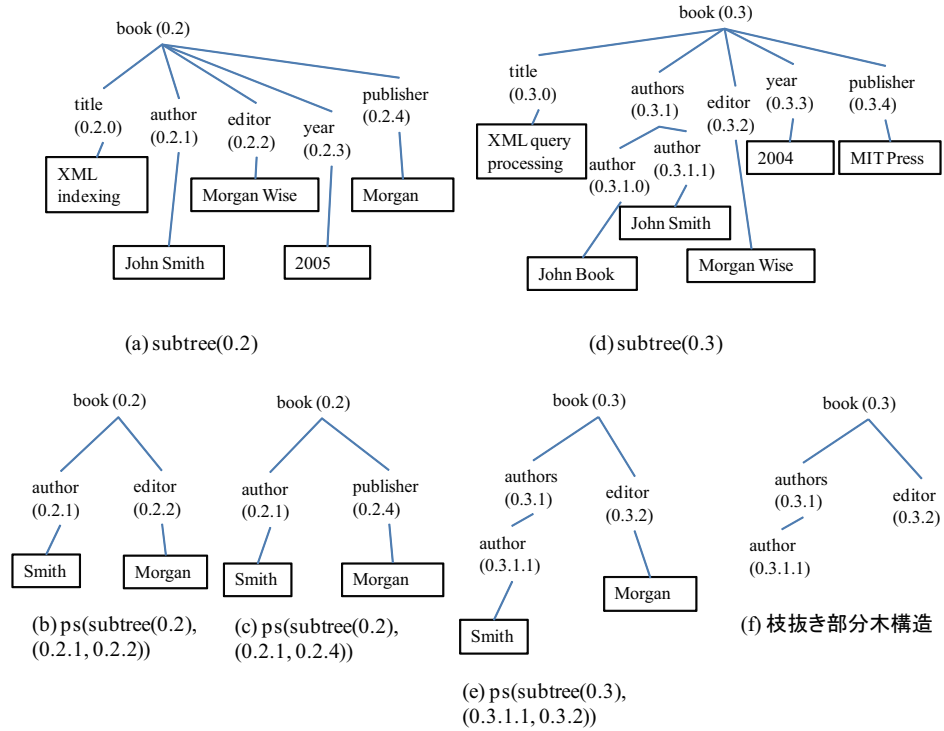 book (0.2)
title
(0.2.0)
author
(0.2.1)
editor
(0.2.2)
year
(0.2.3)
publisher
(0.2.4)
XML
indexing
Morgan Wise
Morgan
John Smith
2005
(a) subtree(0.2)
book (0.3)
title
(0.3.0)
authors
(0.3.1)
editor
(0.3.2)
year
(0.3.3)
publisher
(0.3.4)
XML query
processing
author
(0.3.1.0)
author
(0.3.1.1)
2004
MIT Press
John Smith
John Book
Morgan Wise
(d) subtree(0.3)
book (0.2)
author
(0.2.1)
editor
(0.2.2)
Smith
Morgan
(b) ps(subtree(0.2),
(0.2.1, 0.2.2))
book (0.2)
author
(0.2.1)
publisher
(0.2.4)
Smith
Morgan
(c) ps(subtree(0.2),
(0.2.1, 0.2.4))
book (0.3)
authors
(0.3.1)
editor
(0.3.2)
author
(0.3.1.1)
Morgan
Smith
(e) ps(subtree(0.3),
(0.3.1.1, 0.3.2))
book (0.3)
authors
(0.3.1)
editor
(0.3.2)
author
(0.3.1.1)
(f) 枝抜き部分木構造